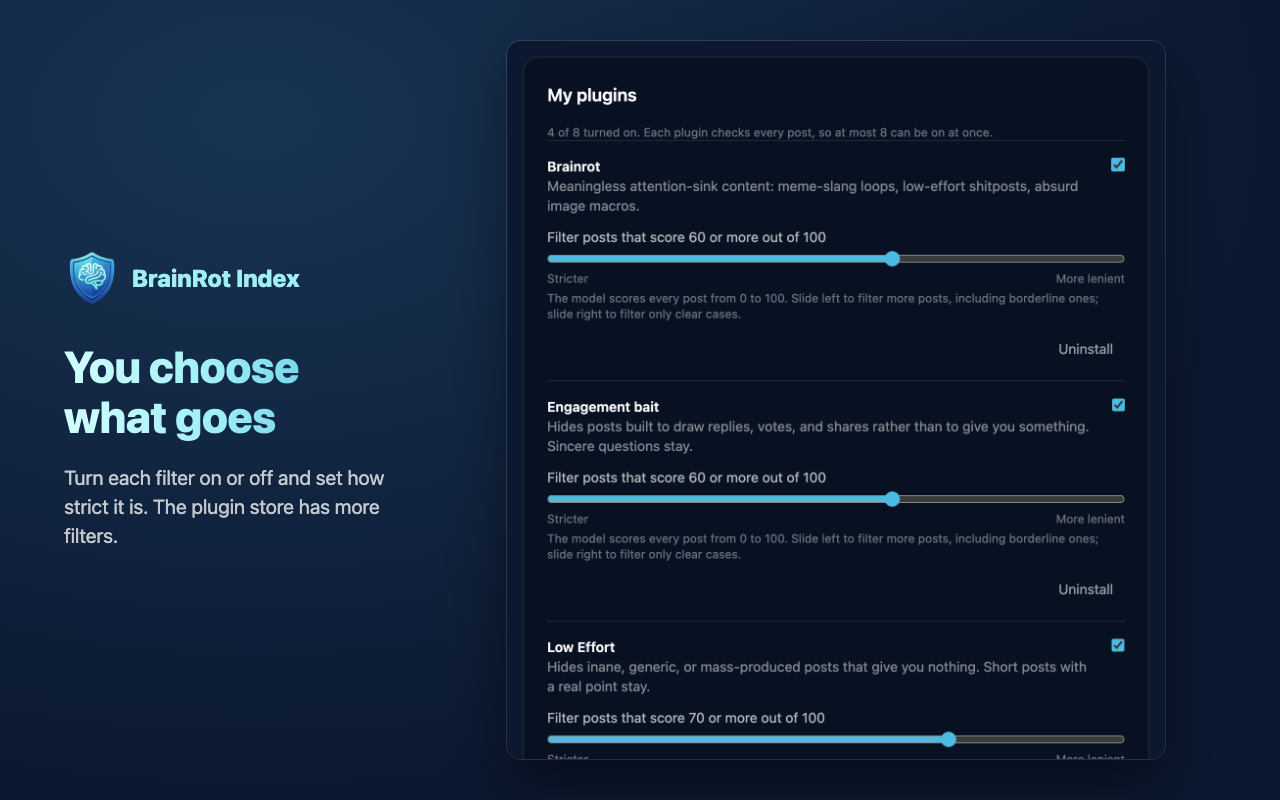 BrainRot Index
You choose
what goes
Turn each filter on or off and set how
strict it is. The plugin store has more
filters.
My plugins
4 of 8 turned on. Each plugin checks every post, so at most 8 can be on at once.
Brainrot
Meaningless attention-sink content: meme-slang loops, low-effort shitposts, absurd
image macros.
Filter posts that score 60 or more out of 100
Stricter More lenient
The model scores every post from 0 to 100. Slide left to filter more posts, including borderline ones;
slide right to filter only clear cases.
Uninstall
Engagement bait
Hides posts built to draw replies, votes, and shares rather than to give you something.
Sincere questions stay.
Filter posts that score 60 or more out of 100
Stricter More lenient
The model scores every post from 0 to 100. Slide left to filter more posts, including borderline ones;
slide right to filter only clear cases.
Uninstall
Low Effort
Hides inane, generic, or mass-produced posts that give you nothing. Short posts with
a real point stay.
Filter posts that score 70 or more out of 100
Stricter More lenient